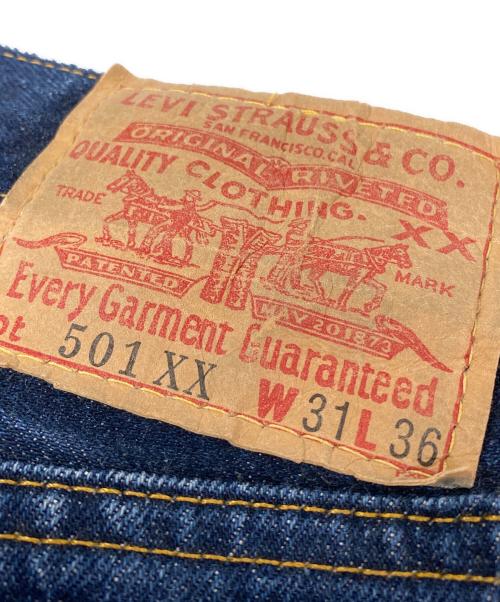 LEVI STRAUSS & CO.
SAN FRANCISCO, CAL.
ORIGINAL RIVETED
QUALITY CLOTHING. XX
TRADE MARK
PATENTED MAY 20 1873
Every Garment Guaranteed
ot 501 XX W 31 L 36